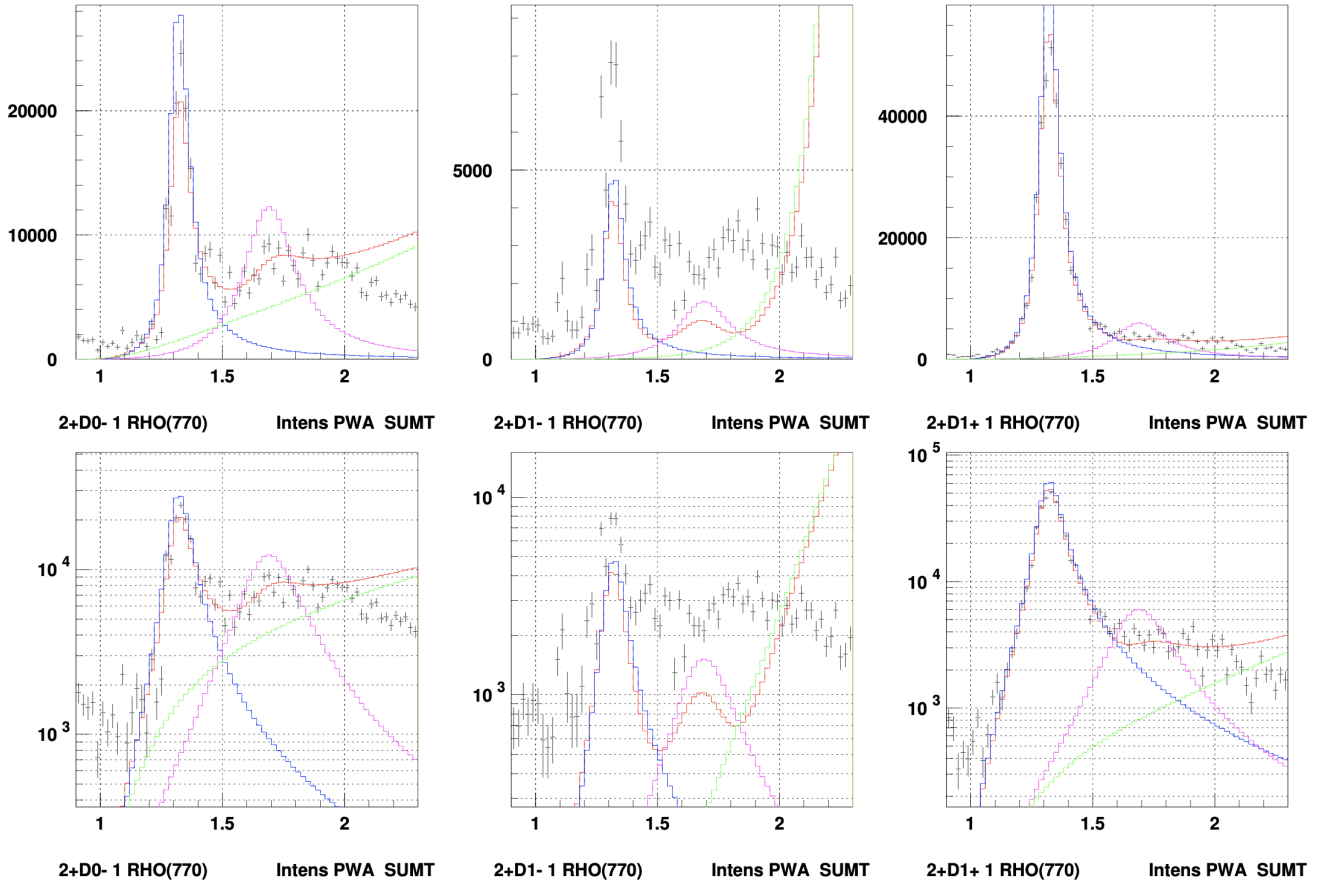 20000
10000
0
1
1.5
2
2+D0- 1 RHO(770)
Intens PWA SUMT
5000
0
1
1.5
2
2+D1- 1 RHO(770)
Intens PWA SUMT
40000
20000
0
1
1.5
2
2+D1+ 1 RHO(770)
Intens PWA SUMT
10 4
10 3
1
1.5
2
2+D0- 1 RHO(770)
Intens PWA SUMT
10 4
10 3
1
1.5
2
2+D1- 1 RHO(770)
Intens PWA SUMT
10 5
10 4
10 3
1
1.5
2
2+D1+ 1 RHO(770)
Intens PWA SUMT